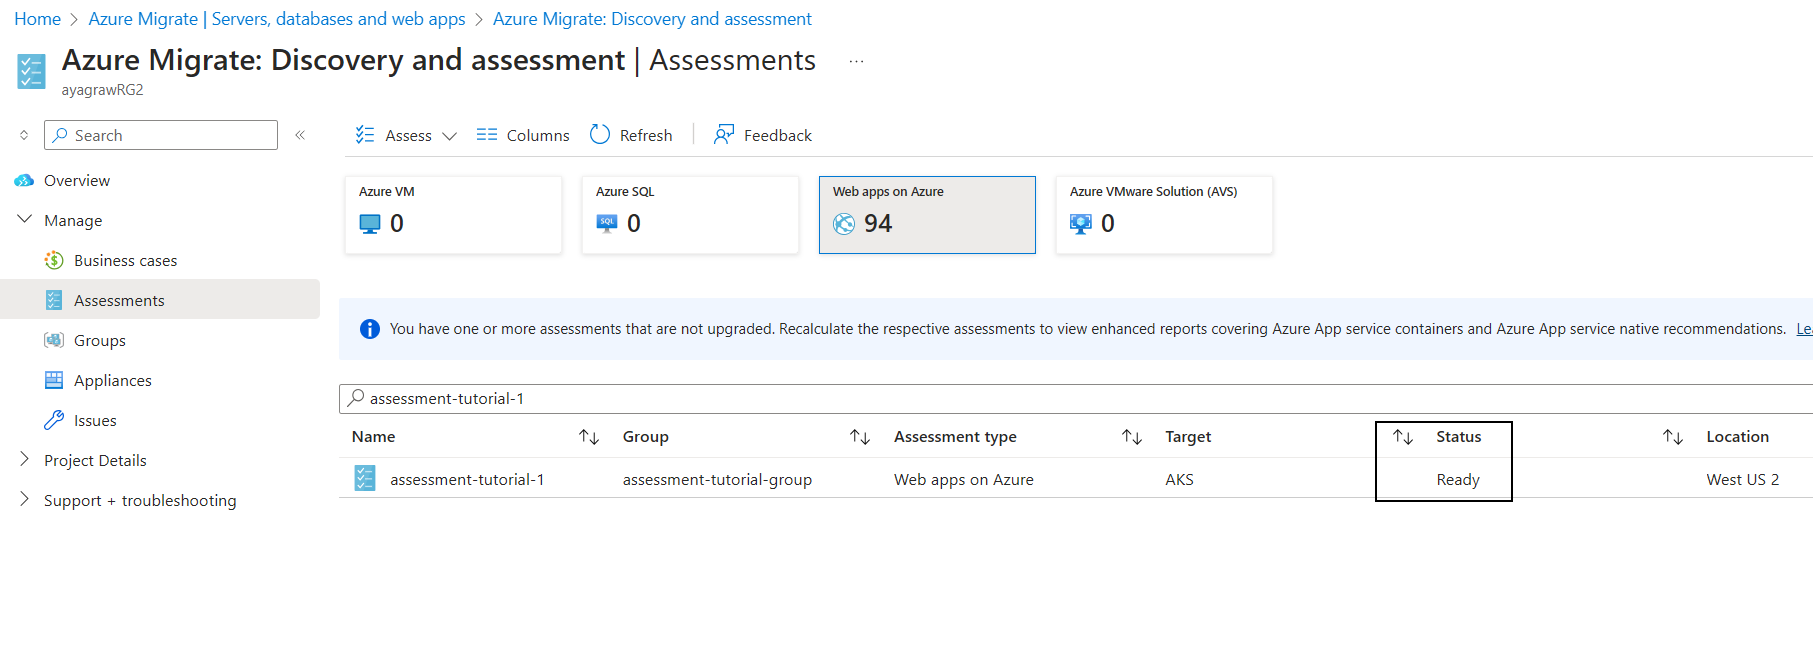 Home > Azure Migrate | Servers, databases and web apps > Azure Migrate: Discovery and assessment
Azure Migrate: Discovery and assessment | Assessments ...
ayagrawRG2
Search «
Assess Columns Refresh Feedback
Overview
Manage
Business cases
Assessments
Groups
Appliances
Issues
Project Details
Support + troubleshooting
Azure VM
0
Azure SQL
SQL 0
Web apps on Azure
94
Azure VMware Solution (AVS)
0
You have one or more assessments that are not upgraded. Recalculate the respective assessments to view enhanced reports covering Azure App service containers and Azure App service native recommendations.
assessment-tutorial-1
Name Group Assessment type Target Status Location
assessment-tutorial-1 assessment-tutorial-group Web apps on Azure AKS Ready West US 2